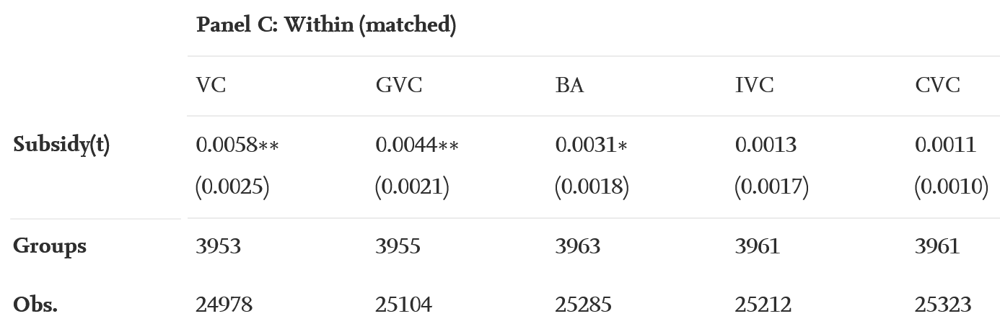 Panel C: Within (matched)
VC GVC BA IVC CVC
Subsidy(t) 0.0058** 0.0044** 0.0031* 0.0013 0.0011
(0.0025) (0.0021) (0.0018) (0.0017) (0.0010)
Groups 3953 3955 3963 3961 3961
Obs. 24978 25104 25285 25212 25323